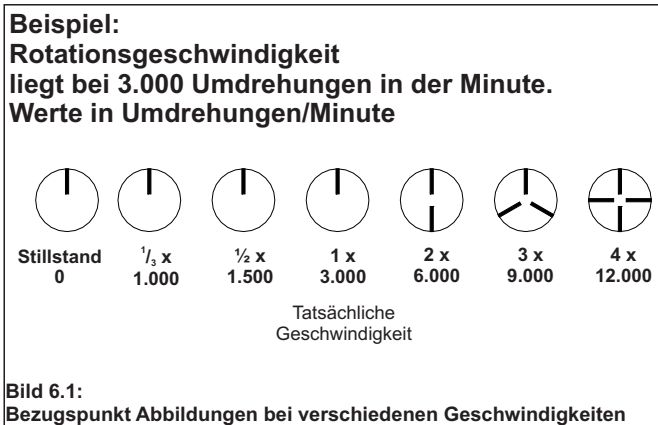 Beispiel:
Rotationsgeschwindigkeit
liegt bei 3.000 Umdrehungen in der Minute.
Werte in Umdrehungen/Minute
Stillstand ¹/₃ x ½ x 1 x 2 x 3 x 4 x
0 1.000 1.500 3.000 6.000 9.000 12.000
Tatsächliche
Geschwindigkeit
Bild 6.1:
Bezugspunkt Abbildungen bei verschiedenen Geschwindigkeiten